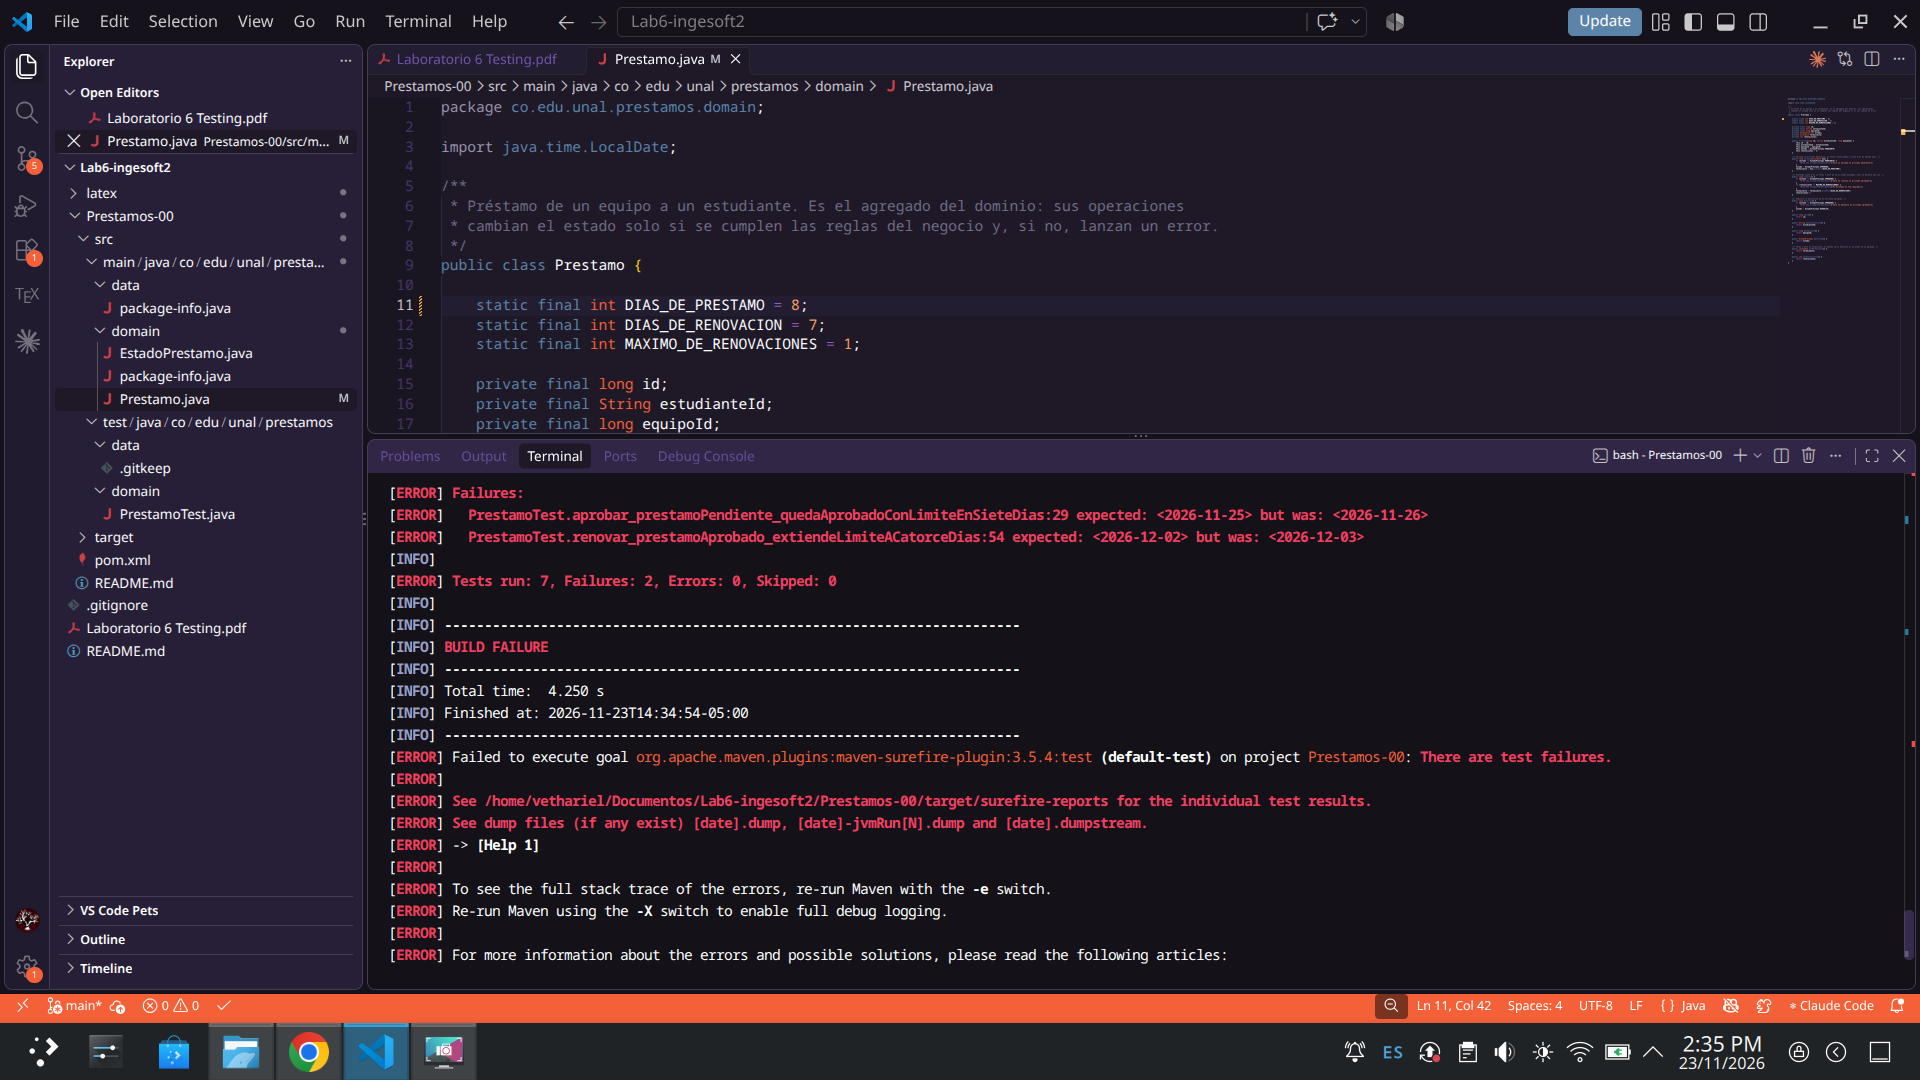 File Edit Selection View Go Run Terminal Help
Lab6-ingesoft2
Update
Explorer
Open Editors
Laboratorio 6 Testing.pdf
Prestamo.java Prestamos-00/src/m... M
Lab6-ingesoft2
latex
Prestamos-00
src
main/java/co/edu/unal/presta...
data
package-info.java
domain
EstadoPrestamo.java
package-info.java
Prestamo.java M
test/java/co/edu/unal/prestamos
data
.gitkeep
domain
PrestamoTest.java
target
pom.xml
README.md
.gitignore
Laboratorio 6 Testing.pdf
README.md
VS Code Pets
Outline
Timeline
5
1
TEX
1
Laboratorio 6 Testing.pdf
Prestamo.java M
Prestamos-00 > src > main > java > co > edu > unal > prestamos > domain > Prestamo.java
1 package co.edu.unal.prestamos.domain;
2
3 import java.time.LocalDate;
4
5 /**
6  * Préstamo de un equipo a un estudiante. Es el agregado del dominio: sus operaciones
7  * cambian el estado solo si se cumplen las reglas del negocio y, si no, lanzan un error.
8  */
9 public class Prestamo {
10
11     static final int DIAS_DE_PRESTAMO = 8;
12     static final int DIAS_DE_RENOVACION = 7;
13     static final int MAXIMO_DE_RENOVACIONES = 1;
14
15     private final long id;
16     private final String estudianteId;
17     private final long equipoId;
Problems Output Terminal Ports Debug Console
bash - Prestamos-00
[ERROR] Failures:
[ERROR]   PrestamoTest.aprobar_prestamoPendiente_quedaAprobadoConLimiteEnSieteDias:29 expected: <2026-11-25> but was: <2026-11-26>
[ERROR]   PrestamoTest.renovar_prestamoAprobado_extiendeLimiteACatorceDias:54 expected: <2026-12-02> but was: <2026-12-03>
[INFO]
[ERROR] Tests run: 7, Failures: 2, Errors: 0, Skipped: 0
[INFO]
[INFO] ------------------------------------------------------------------------
[INFO] BUILD FAILURE
[INFO] ------------------------------------------------------------------------
[INFO] Total time:  4.250 s
[INFO] Finished at: 2026-11-23T14:34:54-05:00
[INFO] ------------------------------------------------------------------------
[ERROR] Failed to execute goal org.apache.maven.plugins:maven-surefire-plugin:3.5.4:test (default-test) on project Prestamos-00: There are test failures.
[ERROR]
[ERROR] See /home/vethariel/Documentos/Lab6-ingesoft2/Prestamos-00/target/surefire-reports for the individual test results.
[ERROR] See dump files (if any exist) [date].dump, [date]-jvmRun[N].dump and [date].dumpstream.
[ERROR] -> [Help 1]
[ERROR]
[ERROR] To see the full stack trace of the errors, re-run Maven with the -e switch.
[ERROR] Re-run Maven using the -X switch to enable full debug logging.
[ERROR]
[ERROR] For more information about the errors and possible solutions, please read the following articles:
main* 0 0
Ln 11, Col 42 Spaces: 4 UTF-8 LF { } Java Claude Code
ES
2:35 PM
23/11/2026